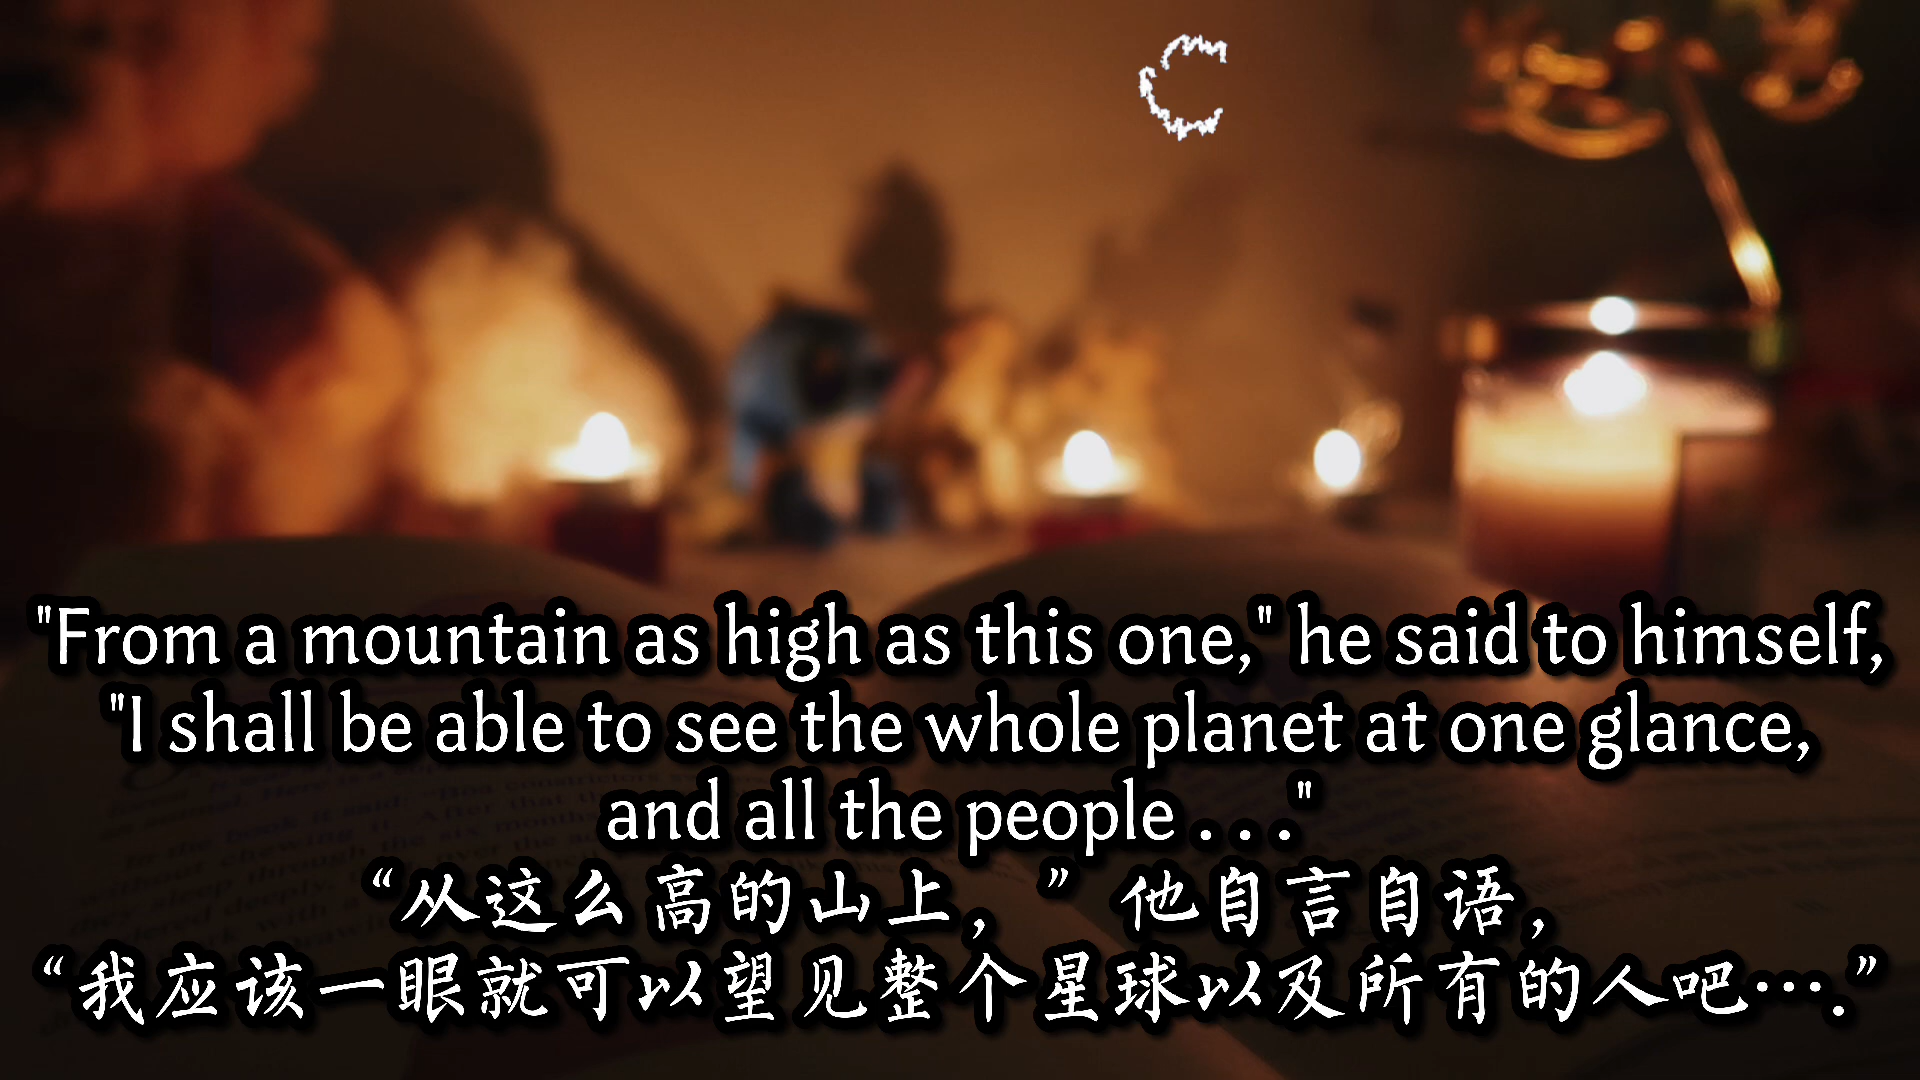 "From a mountain as high as this one," he said to himself,
"I shall be able to see the whole planet at one glance,
and all the people . . ."
“从这么高的山上，”他自言自语，
“我应该一眼就可以望见整个星球以及所有的人吧….”